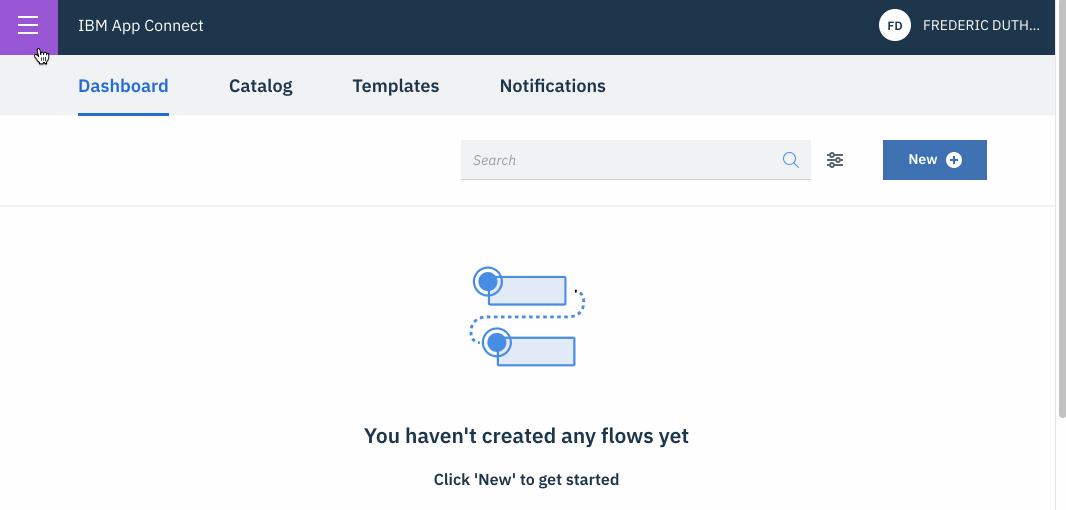 IBM App Connect
FD FREDERIC DUTH...
Dashboard Catalog Templates Notifications
Search
New
You haven't created any flows yet
Click 'New' to get started